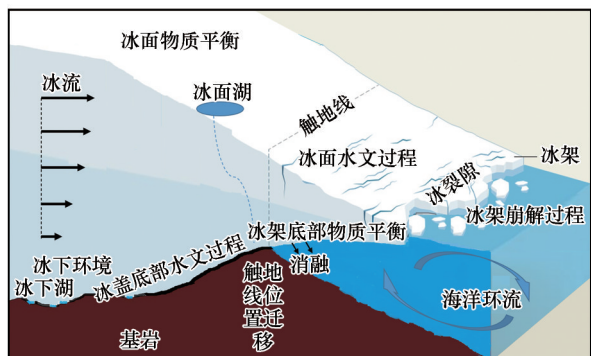 冰面物质平衡
冰流
冰面湖
触地线
冰面水文过程
冰架
冰裂隙
冰架崩解过程
冰架底部物质平衡
冰下环境
冰下湖
冰盖底部水文过程
消融
触地
线位
置迁
移
海洋环流
基岩